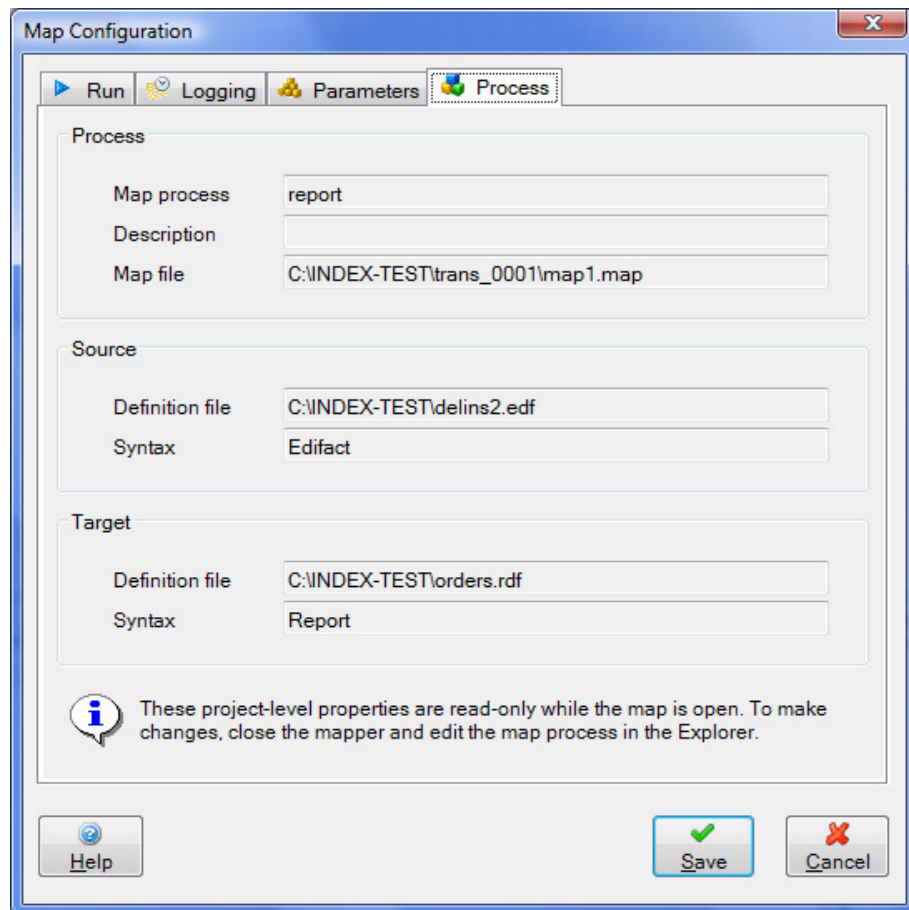 Map Configuration
Run Logging Parameters Process
Process
Map process report
Description
Map file C:\INDEX-TEST\trans_0001\map1.map
Source
Definition file C:\INDEX-TEST\delins2.edf
Syntax Edifact
Target
Definition file C:\INDEX-TEST\orders.rdf
Syntax Report
These project-level properties are read-only while the map is open. To make
changes, close the mapper and edit the map process in the Explorer.
Help Save Cancel